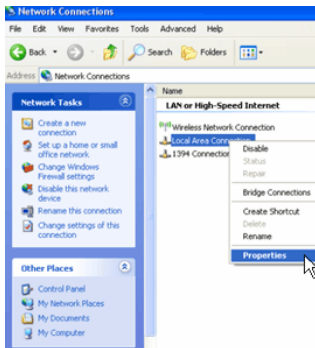 Network Connections
File Edit View Favorites Tools Advanced Help
Back Search Folders
Address Network Connections
Name
Network Tasks
Create a new
connection
Set up a home or small
office network
Change Windows
Firewall settings
Disable this network
device
Rename this connection
Change settings of this
connection
Other Places
Control Panel
My Network Places
My Documents
My Computer
LAN or High-Speed Internet
Wireless Network Connection
Local Area Connection
1394 Connection
Disable
Status
Repair
Bridge Connections
Create Shortcut
Delete
Rename
Properties